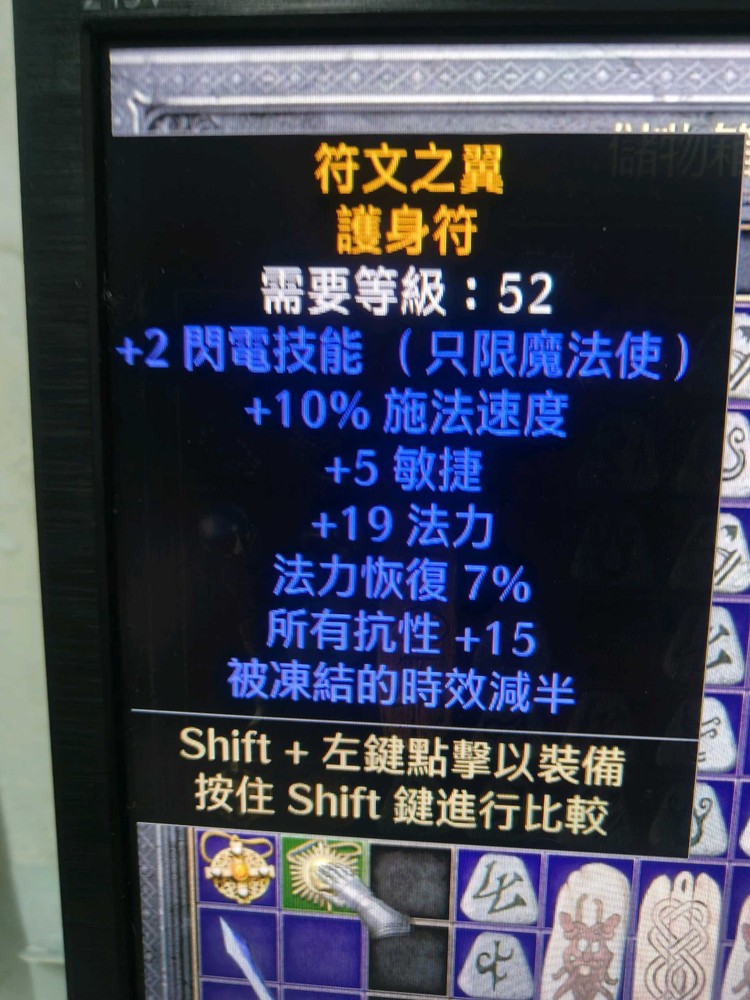 儲物箱
符文之翼
護身符
需要等級：52
+2 閃電技能 （只限魔法使）
+10% 施法速度
+5 敏捷
+19 法力
法力恢復 7%
所有抗性 +15
被凍結的時效減半
Shift + 左鍵點擊以裝備
按住 Shift 鍵進行比較